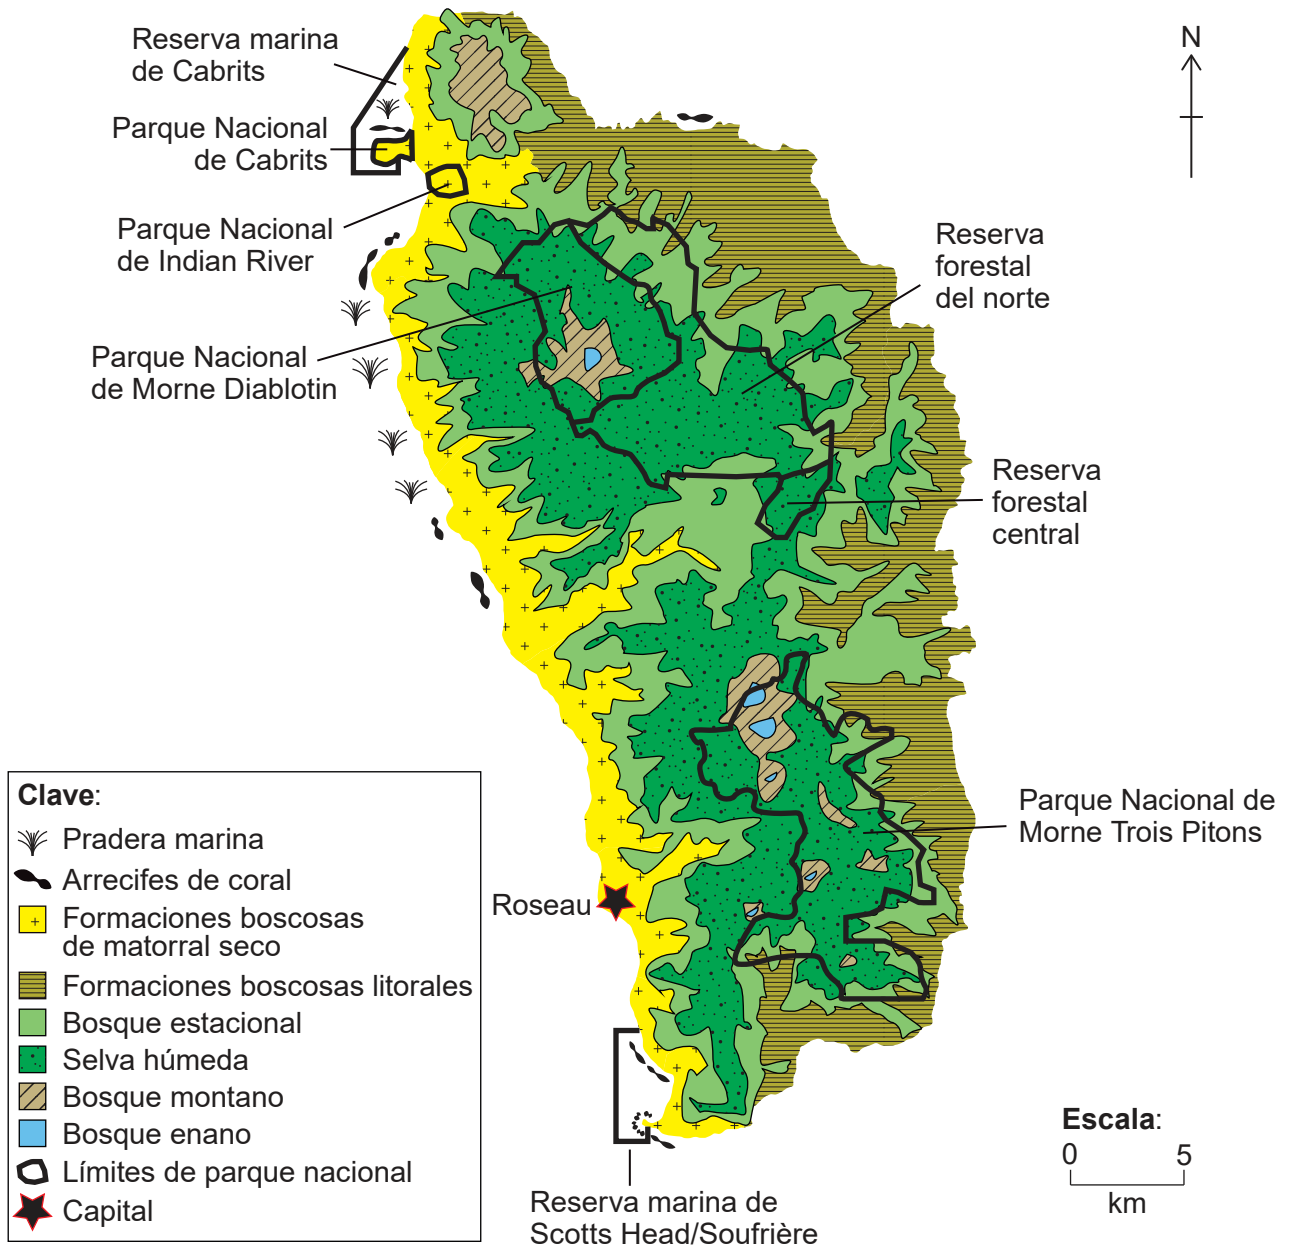 Reserva marina
de Cabrits
Parque Nacional
de Cabrits
Parque Nacional
de Indian River
Parque Nacional
de Morne Diablotin
N
Reserva
forestal
del norte
Reserva
forestal
central
Parque Nacional de
Morne Trois Pitons
Roseau
Reserva marina de
Scotts Head/Soufrière
Clave:
Pradera marina
Arrecifes de coral
Formaciones boscosas
de matorral seco
Formaciones boscosas litorales
Bosque estacional
Selva húmeda
Bosque montano
Bosque enano
Límites de parque nacional
Capital
Escala:
0 5
km